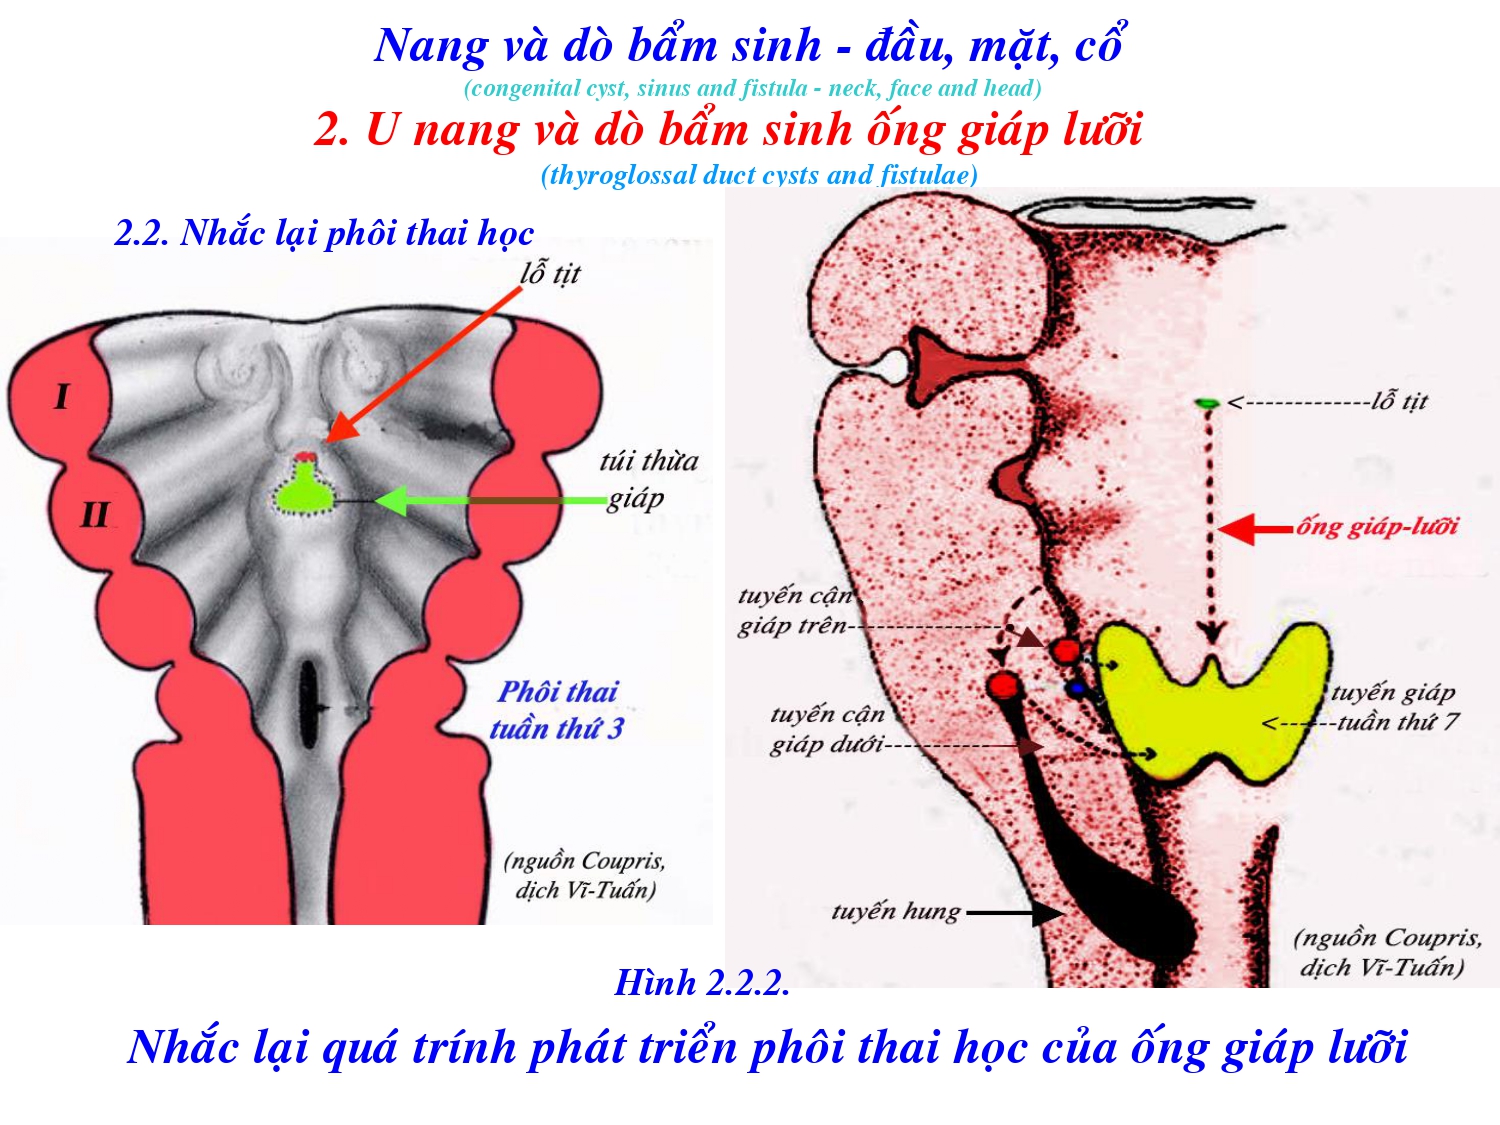 Nang và dò bẩm sinh - đầu, mặt, cổ
(congenital cyst, sinus and fistula - neck, face and head)
2. U nang và dò bẩm sinh ống giáp lưỡi
(thyroglossal duct cysts and fistulae)
2.2. Nhắc lại phôi thai học
lỗ tịt
I
túi thừa
giáp
II
Phôi thai
tuần thứ 3
(nguồn Coupris,
dịch Vĩ-Tuấn)
<-------------lỗ tịt
ống giáp-lưỡi
tuyến cận
giáp trên
tuyến cận
giáp dưới
tuyến giáp
<------tuần thứ 7
tuyến hung
(nguồn Coupris,
dịch Vĩ-Tuấn)
Hình 2.2.2.
Nhắc lại quá trính phát triển phôi thai học của ống giáp lưỡi